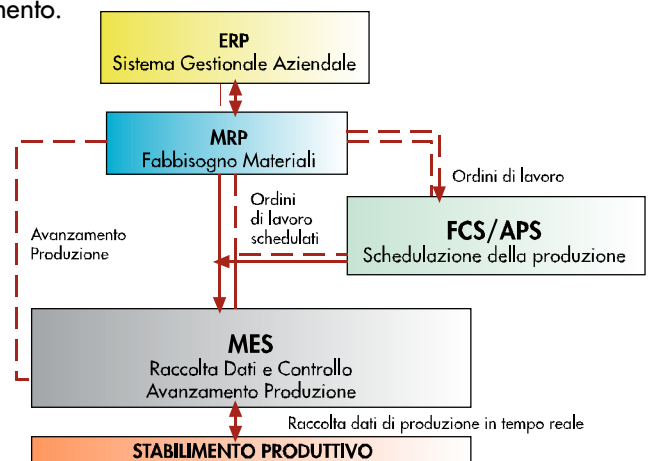 mento.
ERP
Sistema Gestionale Aziendale
MRP
Fabbisogno Materiali
Ordini di lavoro
Ordini
di lavoro
schedulati
FCS/APS
Schedulazione della produzione
Avanzamento
Produzione
MES
Raccolta Dati e Controllo
Avanzamento Produzione
Raccolta dati di produzione in tempo reale
STABILIMENTO PRODUTTIVO